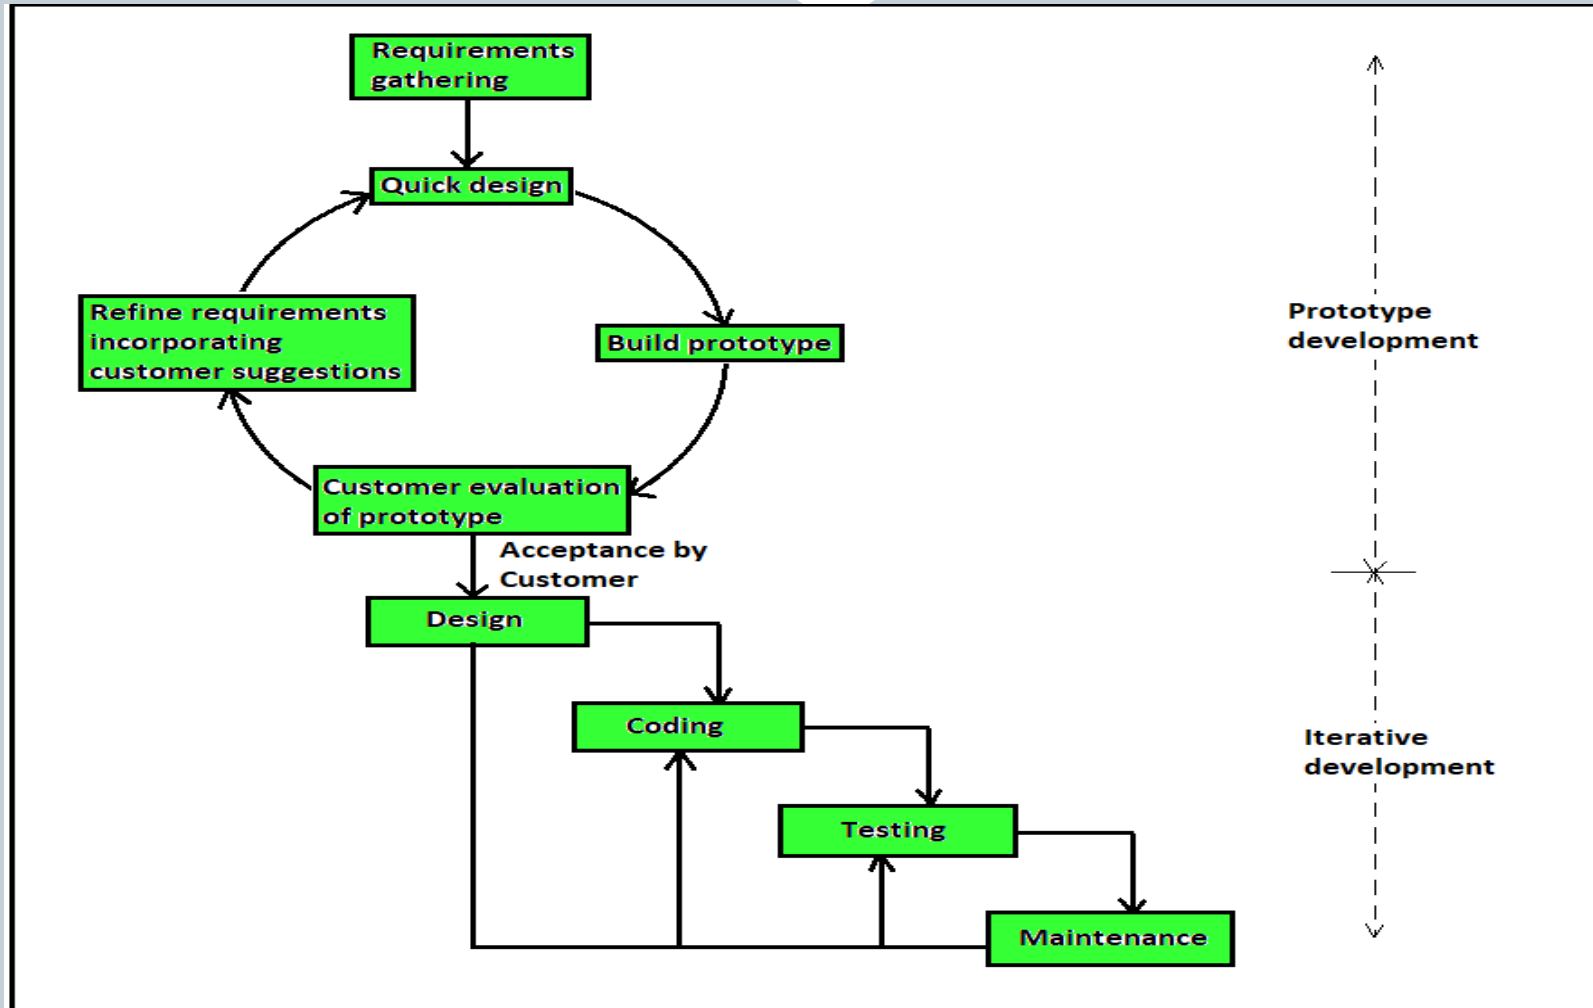 Requirements
gathering
Quick design
Refine requirements
incorporating
customer suggestions
Build prototype
Prototype
development
Customer evaluation
of prototype
Acceptance by
Customer
Design
Coding
Iterative
development
Testing
Maintenance